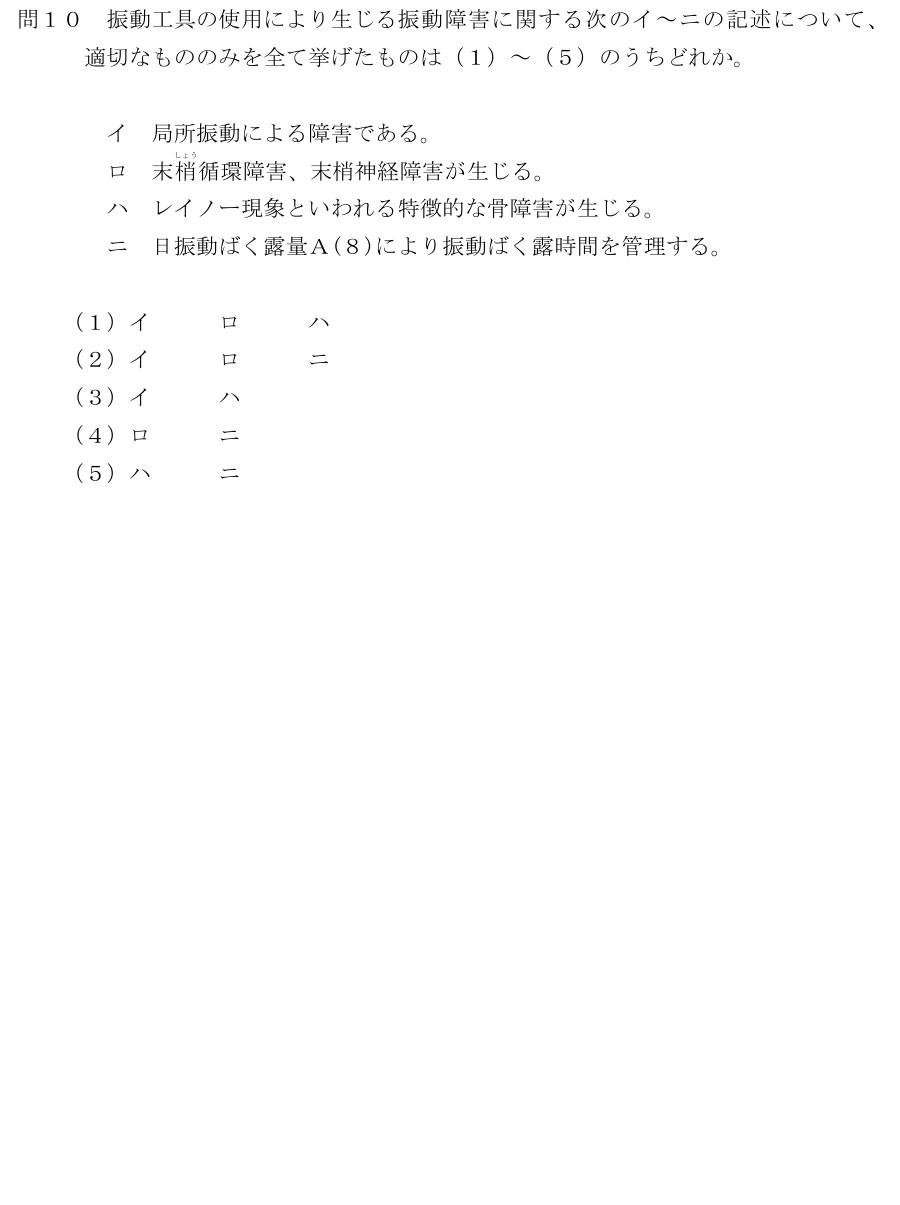 問１０　振動工具の使用により生じる振動障害に関する次のイ～ニの記述について、
適切なもののみを全て挙げたものは（１）～（５）のうちどれか。
イ　局所振動による障害である。
しょう
ロ　末梢循環障害、末梢神経障害が生じる。
ハ　レイノー現象といわれる特徴的な骨障害が生じる。
ニ　日振動ばく露量Ａ(８)により振動ばく露時間を管理する。
（１）イ　　　ロ　　　ハ
（２）イ　　　ロ　　　ニ
（３）イ　　　ハ
（４）ロ　　　ニ
（５）ハ　　　ニ